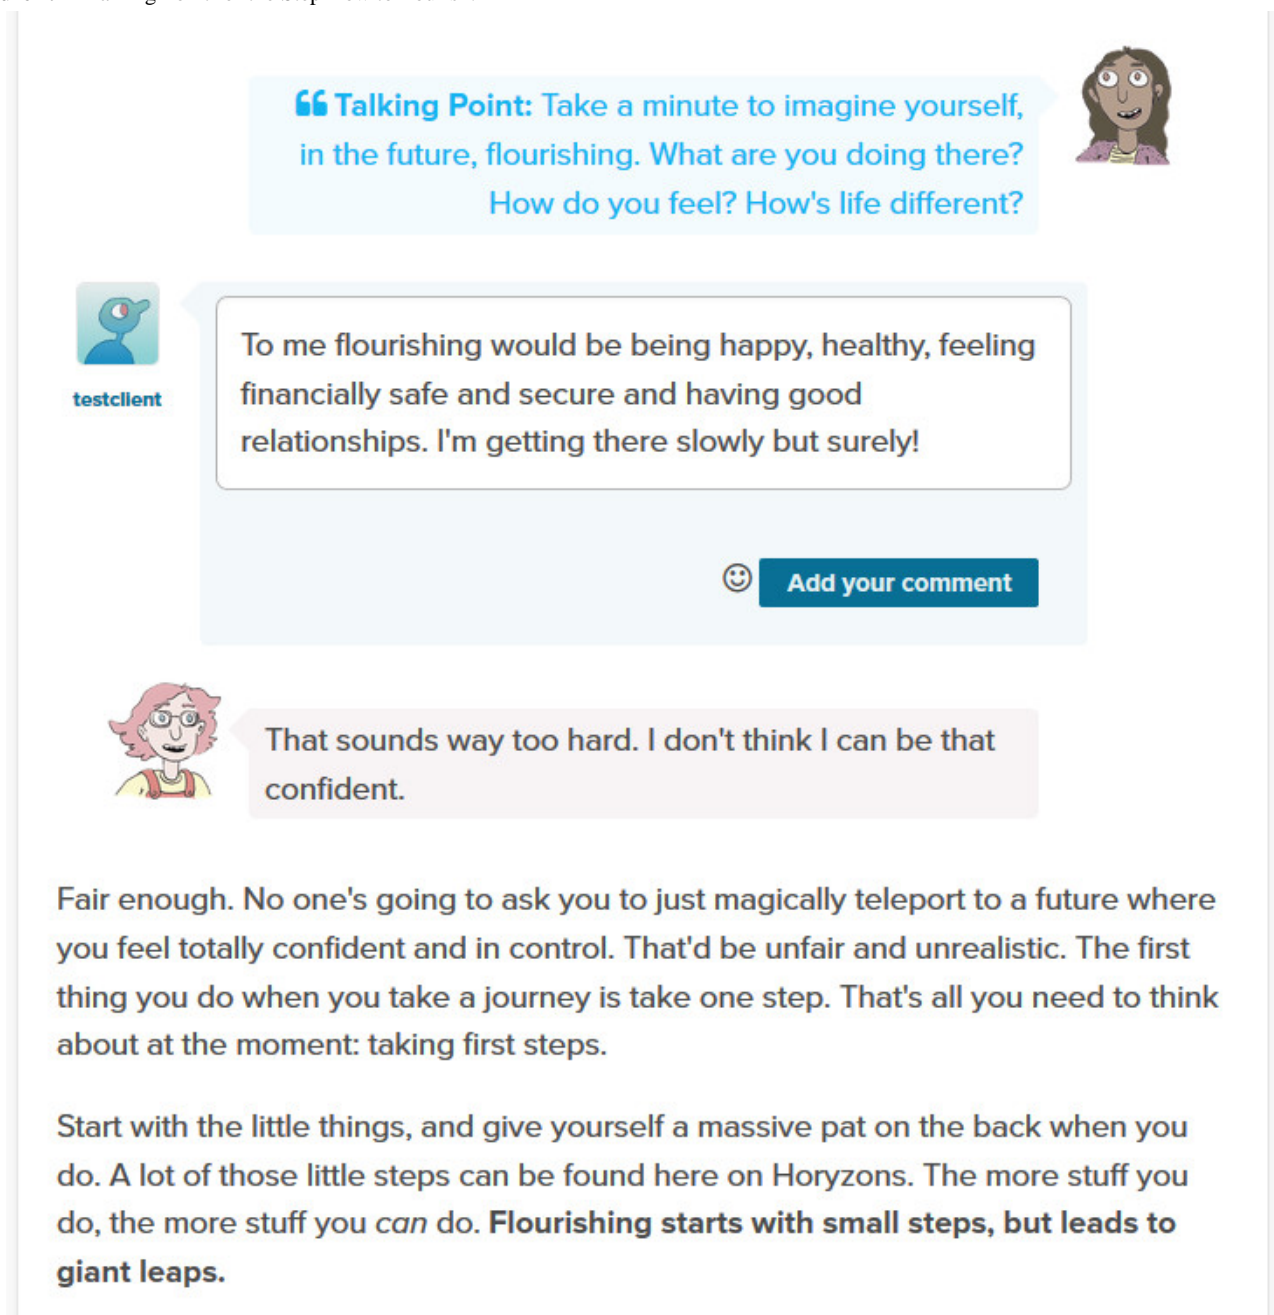 Talking Point: Take a minute to imagine yourself,
in the future, flourishing. What are you doing there?
How do you feel? How's life different?
To me flourishing would be being happy, healthy, feeling
financially safe and secure and having good
relationships. I'm getting there slowly but surely!
testclient
Add your comment
That sounds way too hard. I don't think I can be that
confident.
Fair enough. No one's going to ask you to just magically teleport to a future where
you feel totally confident and in control. That'd be unfair and unrealistic. The first
thing you do when you take a journey is take one step. That's all you need to think
about at the moment: taking first steps.
Start with the little things, and give yourself a massive pat on the back when you
do. A lot of those little steps can be found here on Horyzons. The more stuff you
do, the more stuff you can do. Flourishing starts with small steps, but leads to
giant leaps.